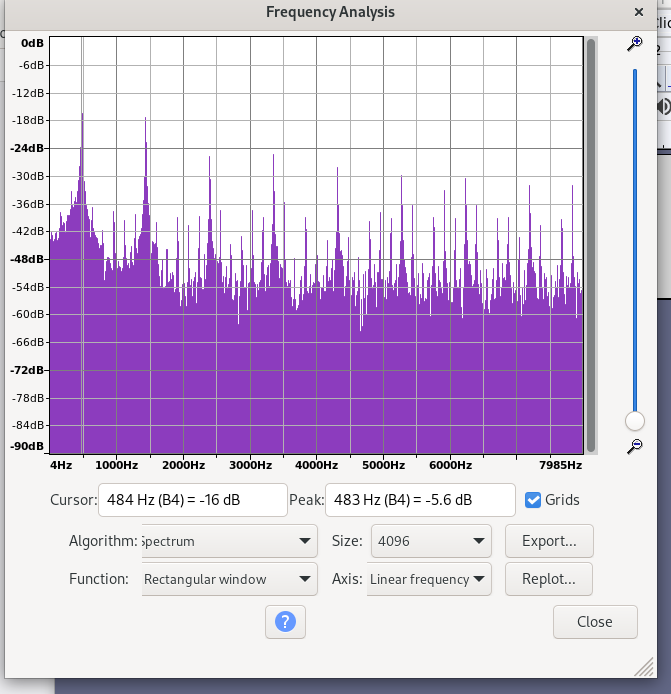 Frequency Analysis
0dB
-6dB
-12dB
-18dB
-24dB
-30dB
-36dB
-42dB
-48dB
-54dB
-60dB
-66dB
-72dB
-78dB
-84dB
-90dB
4Hz 1000Hz 2000Hz 3000Hz 4000Hz 5000Hz 6000Hz 7985Hz
Cursor: 484 Hz (B4) = -16 dB Peak: 483 Hz (B4) = -5.6 dB Grids
Algorithm: Spectrum Size: 4096 Export...
Function: Rectangular window Axis: Linear frequency Replot...
? Close